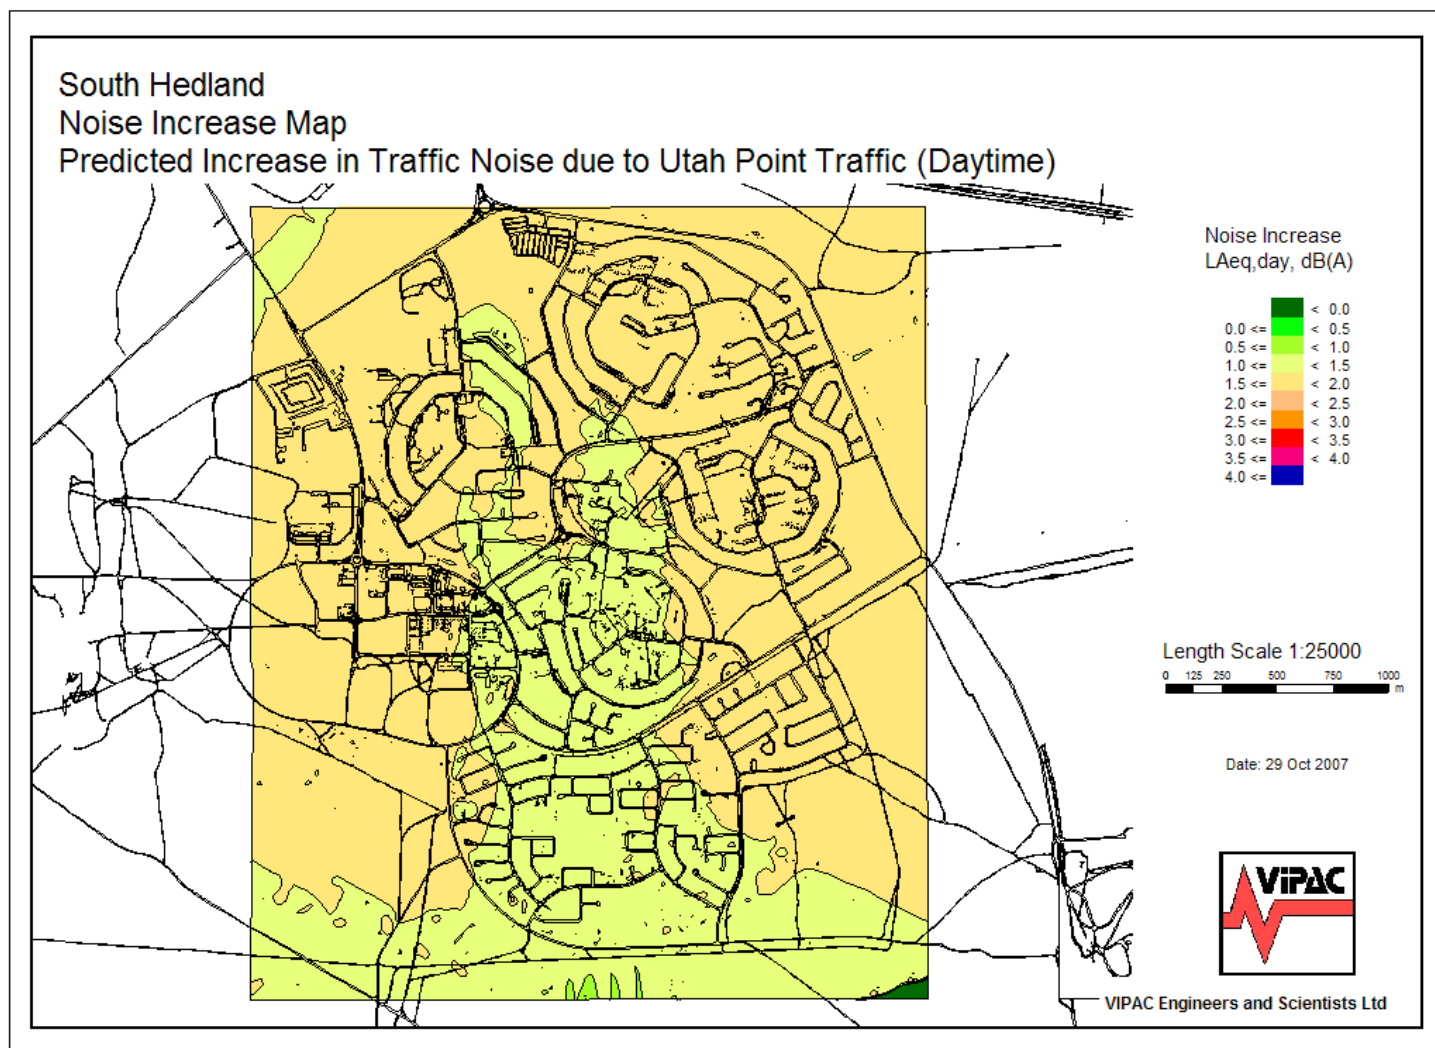 South Hedland
Noise Increase Map
Predicted Increase in Traffic Noise due to Utah Point Traffic (Daytime)
Noise Increase
LAeq,day, dB(A)
< 0.0
0.0 <= < 0.5
0.5 <= < 1.0
1.0 <= < 1.5
1.5 <= < 2.0
2.0 <= < 2.5
2.5 <= < 3.0
3.0 <= < 3.5
3.5 <= < 4.0
4.0 <=
Length Scale 1:25000
0 125 250 500 750 1000
m
Date: 29 Oct 2007
ViPAC
VIPAC Engineers and Scientists Ltd